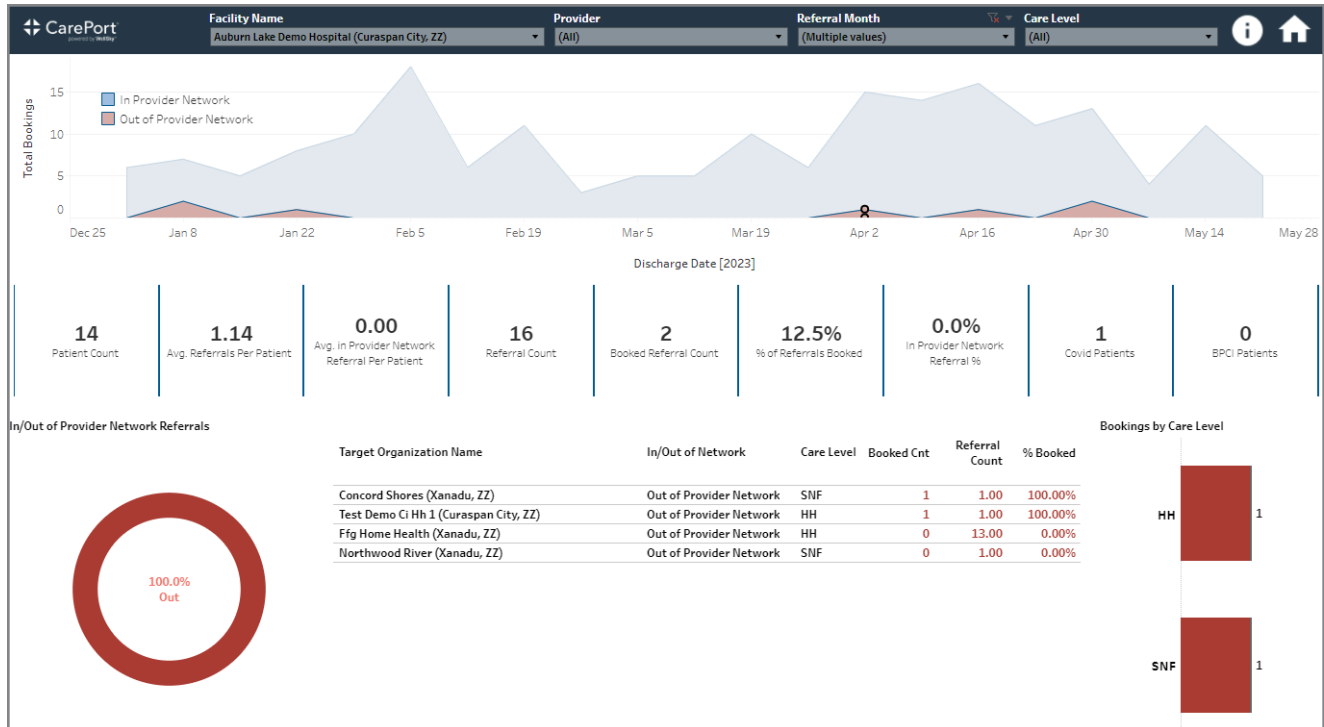 CarePort
powered by WellSky
Facility Name
Auburn Lake Demo Hospital (Curaspan City, ZZ)
Provider
(All)
Referral Month
(Multiple values)
Care Level
(All)
i
Total Bookings
15
10
5
0
In Provider Network
Out of Provider Network
Dec 25 Jan 8 Jan 22 Feb 5 Feb 19 Mar 5 Mar 19 Apr 2 Apr 16 Apr 30 May 14 May 28
Discharge Date [2023]
14
Patient Count
1.14
Avg. Referrals Per Patient
0.00
Avg. in Provider Network
Referral Per Patient
16
Referral Count
2
Booked Referral Count
12.5%
% of Referrals Booked
0.0%
In Provider Network
Referral %
1
Covid Patients
0
BPCI Patients
In/Out of Provider Network Referrals
100.0%
Out
Target Organization Name In/Out of Network Care Level Booked Cnt Referral Count % Booked
Concord Shores (Xanadu, ZZ) Out of Provider Network SNF 1 1.00 100.00%
Test Demo Ci Hh 1 (Curaspan City, ZZ) Out of Provider Network HH 1 1.00 100.00%
Ffg Home Health (Xanadu, ZZ) Out of Provider Network HH 0 13.00 0.00%
Northwood River (Xanadu, ZZ) Out of Provider Network SNF 0 1.00 0.00%
Bookings by Care Level
HH 1
SNF 1